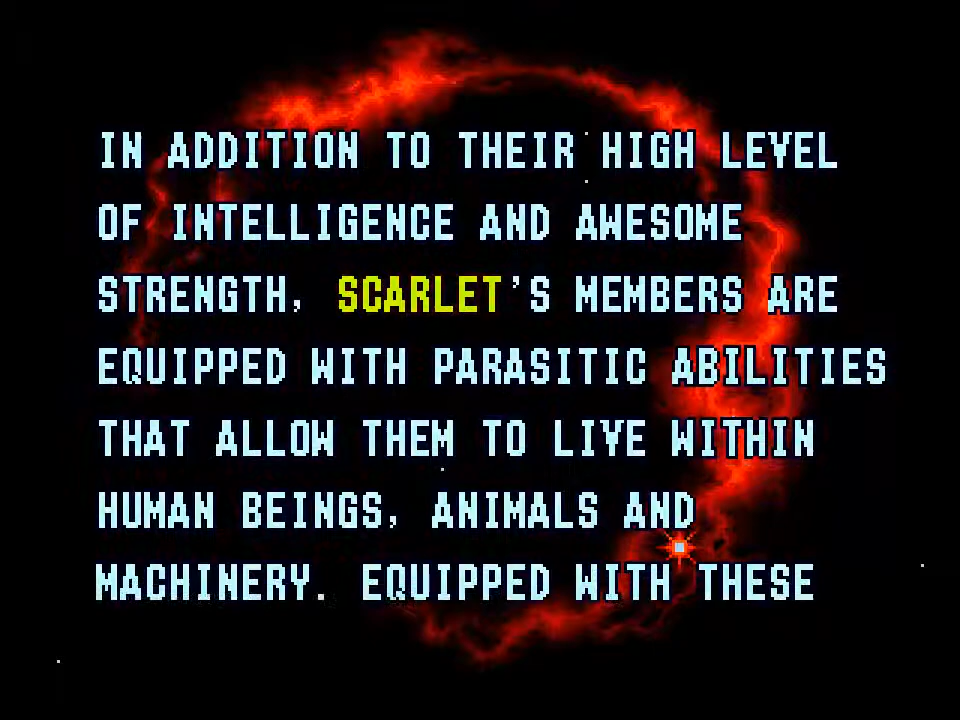 IN ADDITION TO THEIR HIGH LEVEL
OF INTELLIGENCE AND AWESOME
STRENGTH, SCARLET'S MEMBERS ARE
EQUIPPED WITH PARASITIC ABILITIES
THAT ALLOW THEM TO LIVE WITHIN
HUMAN BEINGS, ANIMALS AND
MACHINERY. EQUIPPED WITH THESE